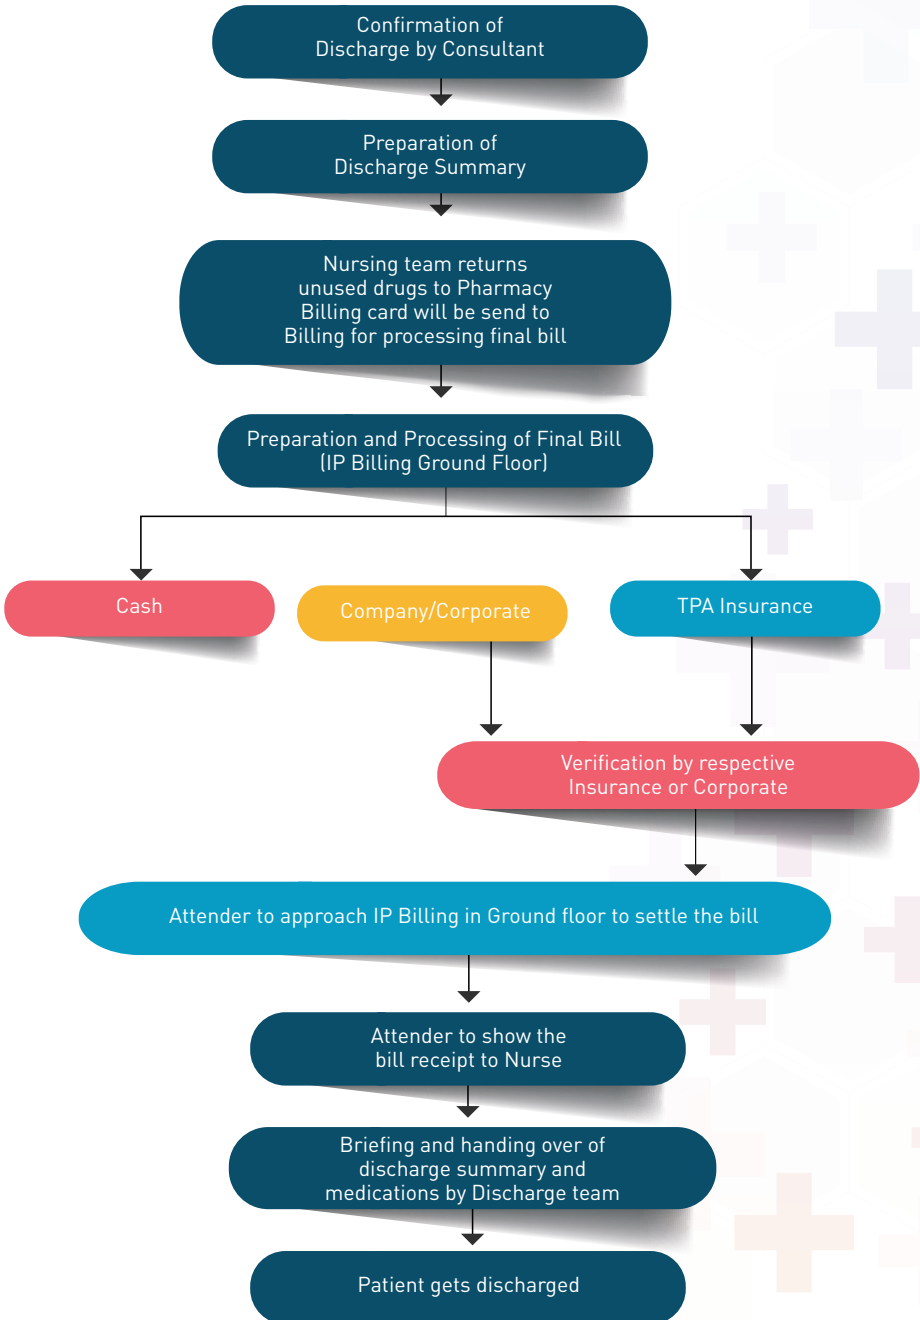 Confirmation of
Discharge by Consultant
Preparation of
Discharge Summary
Nursing team returns
unused drugs to Pharmacy
Billing card will be send to
Billing for processing final bill
Preparation and Processing of Final Bill
(IP Billing Ground Floor)
Cash
Company/Corporate
TPA Insurance
Verification by respective
Insurance or Corporate
Attender to approach IP Billing in Ground floor to settle the bill
Attender to show the
bill receipt to Nurse
Briefing and handing over of
discharge summary and
medications by Discharge team
Patient gets discharged